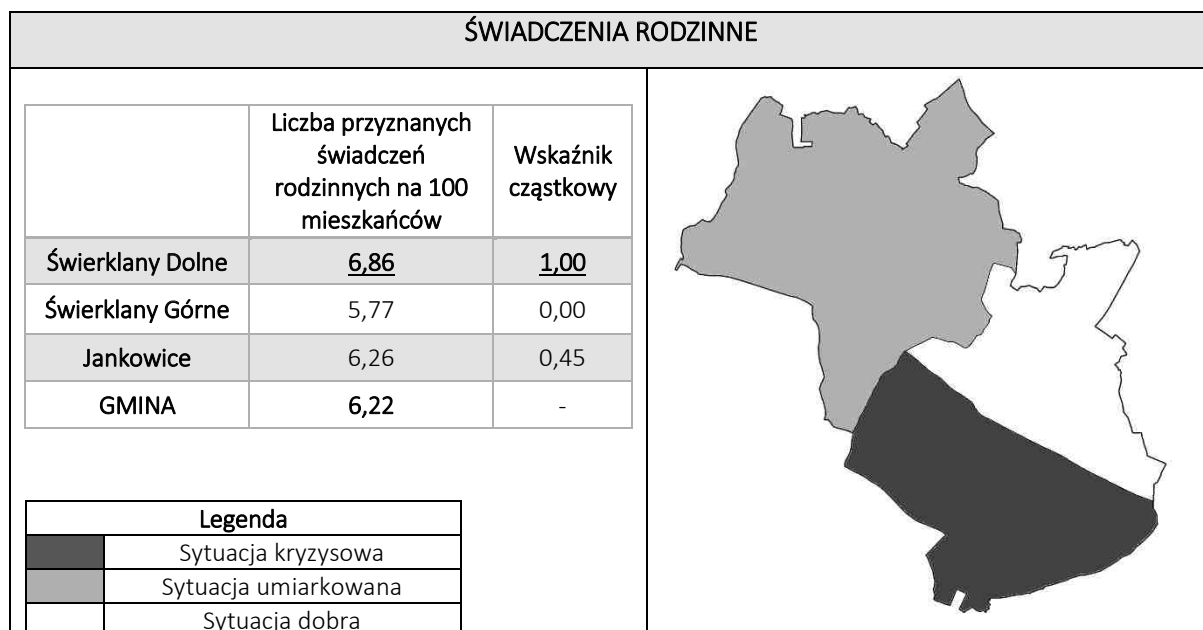 ŚWIADCZENIA RODZINNE
Liczba przyznanych
świadczeń
rodzinnych na 100
mieszkańców
Wskaźnik
cząstkowy
Świerklany Dolne 6,86 1,00
Świerklany Górne 5,77 0,00
Jankowice 6,26 0,45
GMINA 6,22 -
Legenda
Sytuacja kryzysowa
Sytuacja umiarkowana
Sytuacja dobra